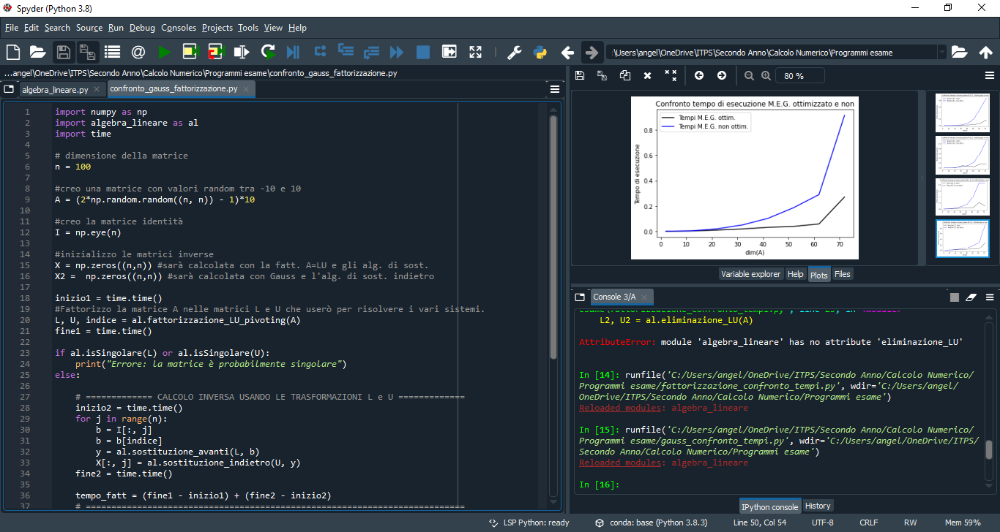 Spyder (Python 3.8)
File Edit Search Source Run Debug Consoles Projects Tools View Help
:\Users\angel\OneDrive\ITPS\Secondo Anno\Calcolo Numerico\Programmi esame
...angel\OneDrive\ITPS\Secondo Anno\Calcolo Numerico\Programmi esame\confronto_gauss_fattorizzazione.py
algebra_lineare.py
confronto_gauss_fattorizzazione.py
1 import numpy as np
2 import algebra_lineare as al
3 import time
4
5 # dimensione della matrice
6 n = 100
7
8 #creo una matrice con valori random tra -10 e 10
9 A = (2*np.random.random((n, n)) - 1)*10
10
11 #creo la matrice identità
12 I = np.eye(n)
13
14 #inizializzo le matrici inverse
15 X = np.zeros((n,n)) #sarà calcolata con la fatt. A=LU e gli alg. di sost.
16 X2 =  np.zeros((n,n)) #sarà calcolata con Gauss e l'alg. di sost. indietro
17
18 inizio1 = time.time()
19 #Fattorizzo la matrice A nelle matrici L e U che userò per risolvere i vari sistemi.
20 L, U, indice = al.fattorizzazione_LU_pivoting(A)
21 fine1 = time.time()
22
23 if al.isSingolare(L) or al.isSingolare(U):
24     print("Errore: la matrice è probabilmente singolare")
25 else:
26
27     # ============= CALCOLO INVERSA USANDO LE TRASFORMAZIONI L e U =============
28     inizio2 = time.time()
29     for j in range(n):
30         b = I[:, j]
31         b = b[indice]
32         y = al.sostituzione_avanti(L, b)
33         X[:, j] = al.sostituzione_indietro(U, y)
34     fine2 = time.time()
35
36     tempo_fatt = (fine1 - inizio1) + (fine2 - inizio2)
37     # ==========================================================================
80 %
Confronto tempo di esecuzione M.E.G. ottimizzato e non
Tempi M.E.G. ottim.
Tempi M.E.G. non ottim.
Tempo di esecuzione
0.8
0.6
0.4
0.2
0.0
0 10 20 30 40 50 60 70
dim(A)
Variable explorer Help Plots Files
Console 3/A
esame\fattorizzazione_confronto_tempi.py", line 25, in <module>
L2, U2 = al.eliminazione_LU(A)
AttributeError: module 'algebra_lineare' has no attribute 'eliminazione_LU'
In [14]: runfile('C:/Users/angel/OneDrive/ITPS/Secondo Anno/Calcolo Numerico/
Programmi esame/fattorizzazione_confronto_tempi.py', wdir='C:/Users/angel/
OneDrive/ITPS/Secondo Anno/Calcolo Numerico/Programmi esame')
Reloaded modules: algebra_lineare
In [15]: runfile('C:/Users/angel/OneDrive/ITPS/Secondo Anno/Calcolo Numerico/
Programmi esame/gauss_confronto_tempi.py', wdir='C:/Users/angel/OneDrive/ITPS/
Secondo Anno/Calcolo Numerico/Programmi esame')
Reloaded modules: algebra_lineare
In [16]:
IPython console History
LSP Python: ready conda: base (Python 3.8.3) Line 50, Col 54 UTF-8 CRLF RW Mem 59%